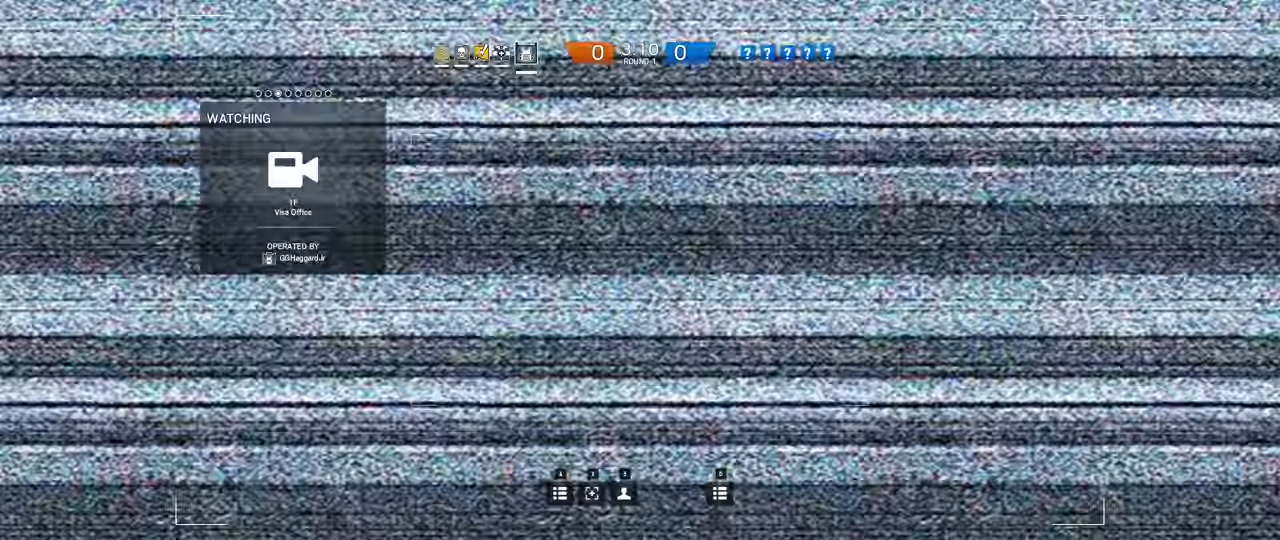 0 3:10 0 ? ? ? ? ?
ROUND 1
WATCHING
1F
Visa Office
OPERATED BY
GGHaggardJr